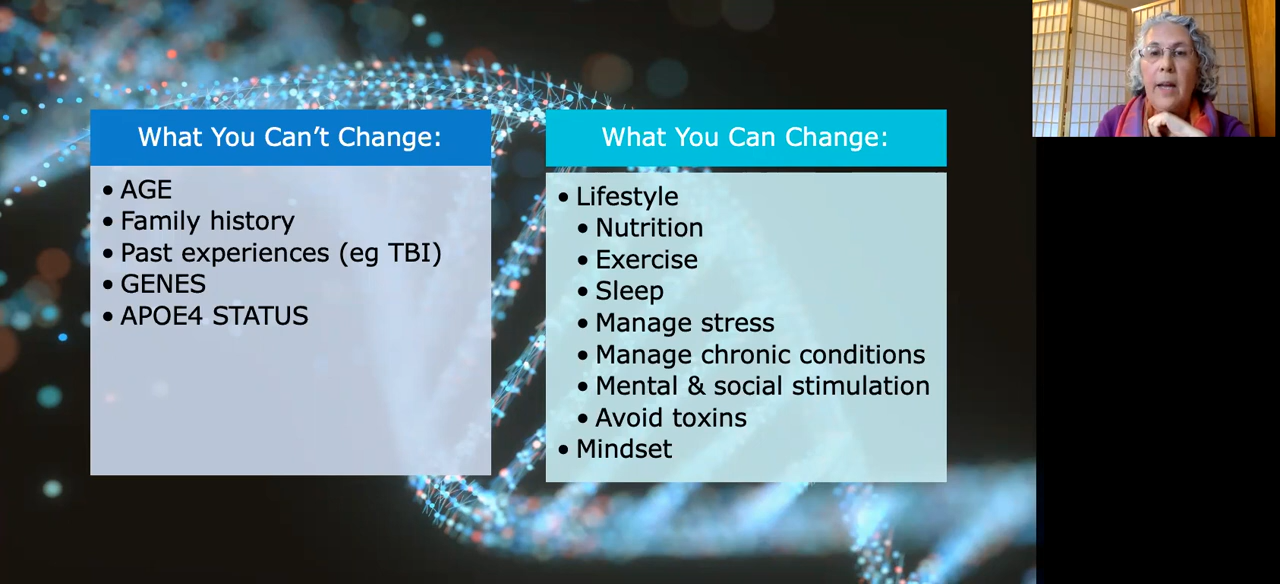 What You Can’t Change:
• AGE
• Family history
• Past experiences (eg TBI)
• GENES
• APOE4 STATUS
What You Can Change:
• Lifestyle
• Nutrition
• Exercise
• Sleep
• Manage stress
• Manage chronic conditions
• Mental & social stimulation
• Avoid toxins
• Mindset